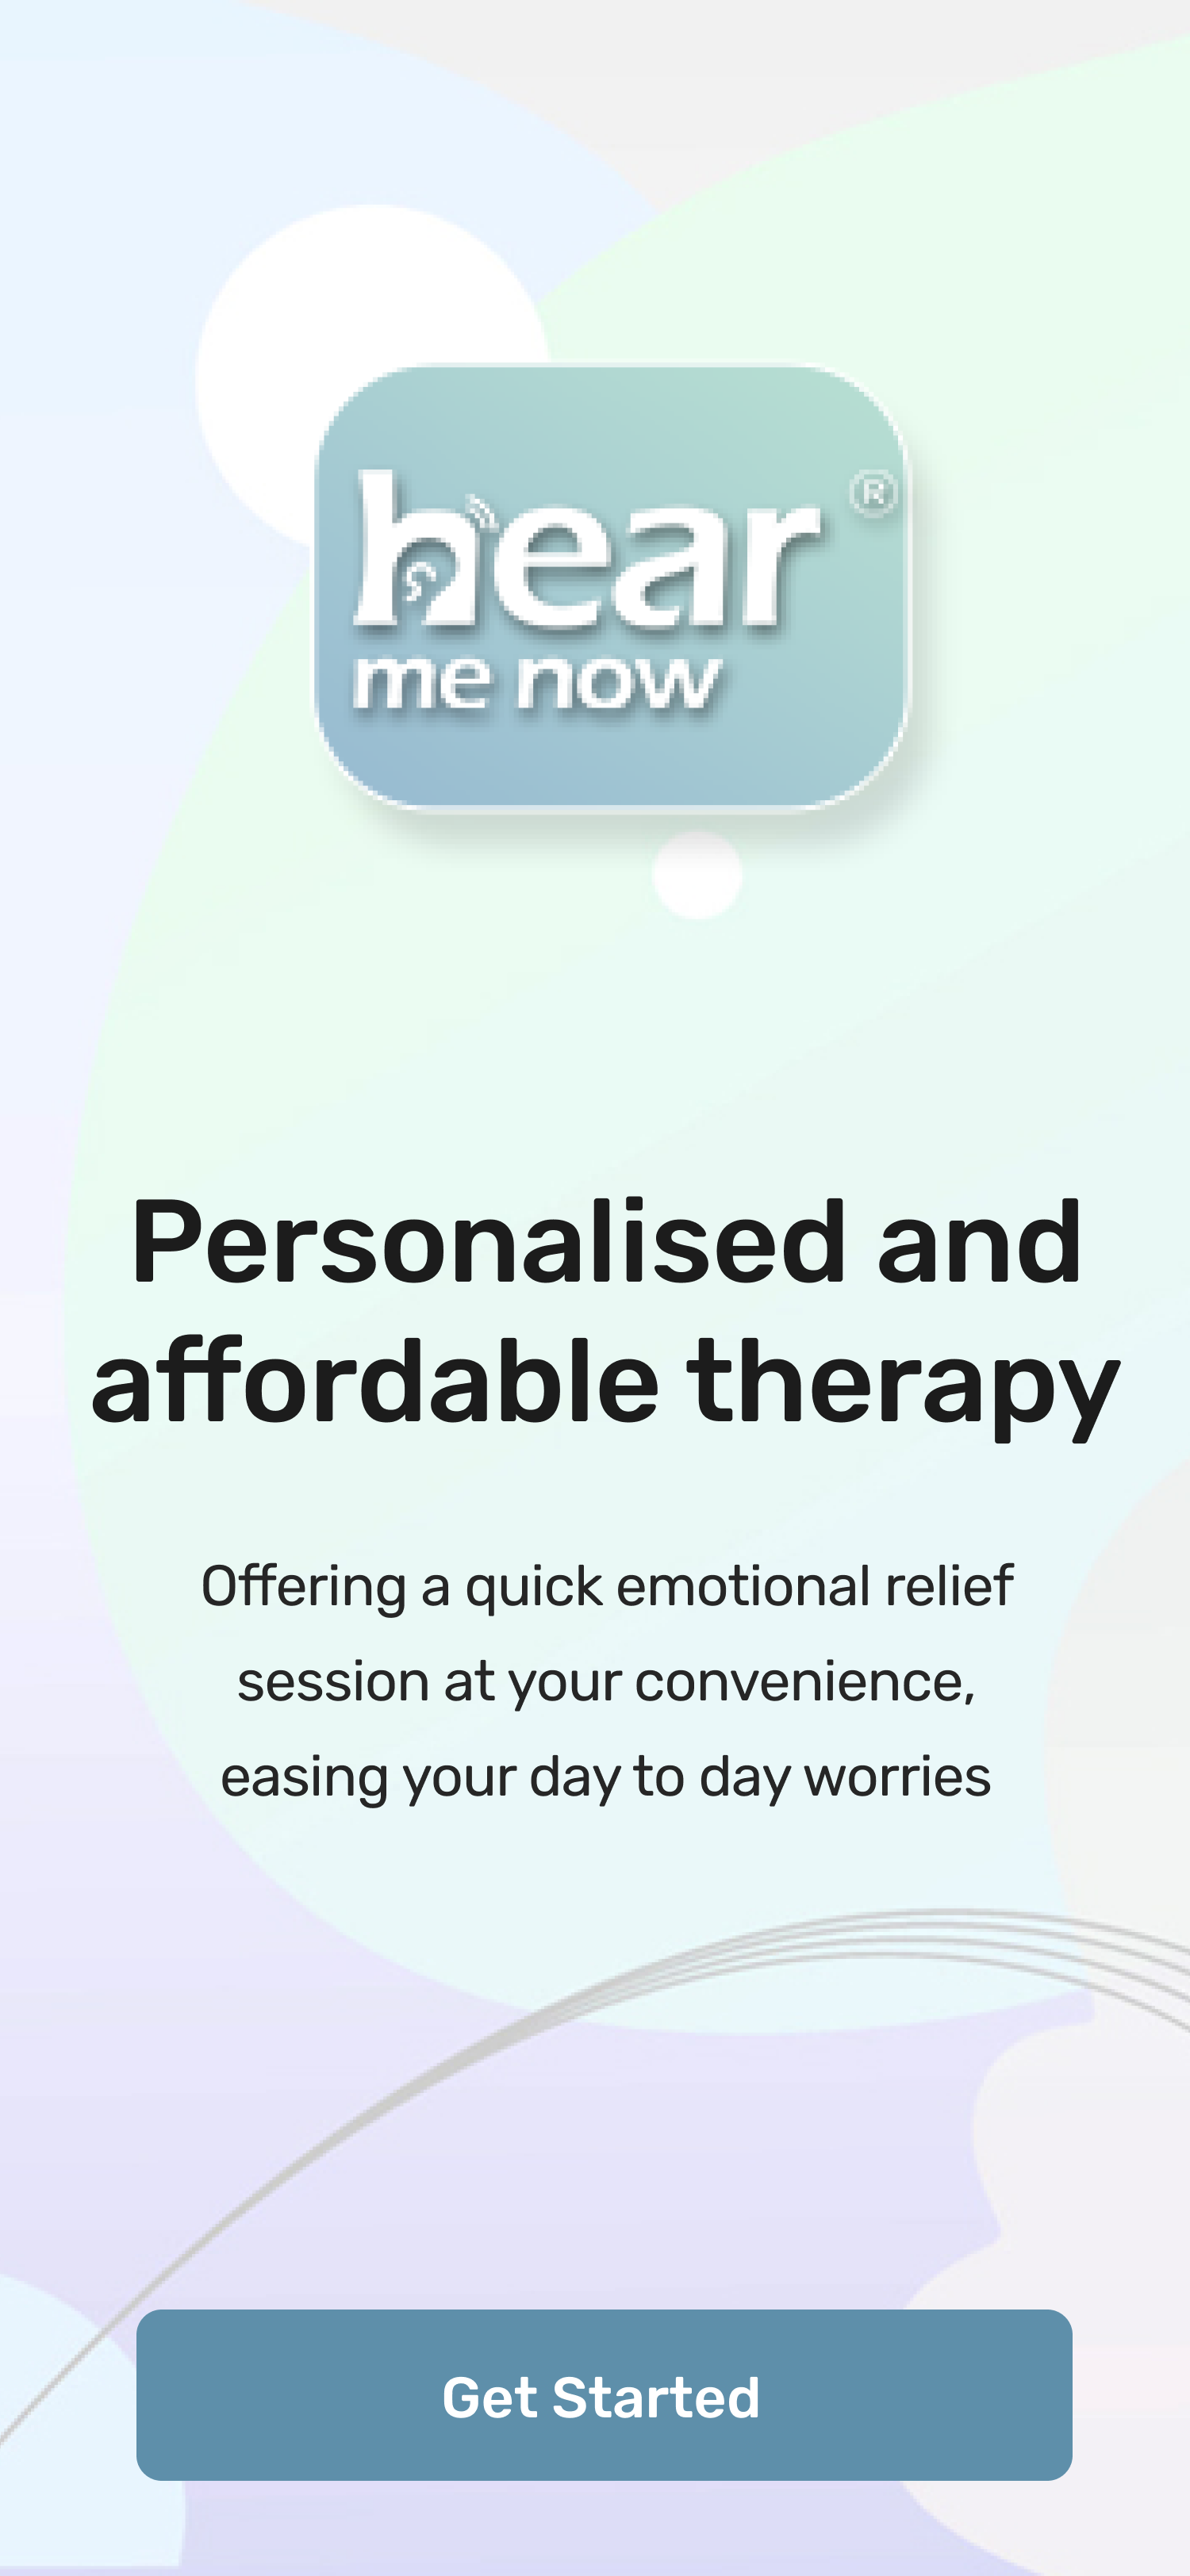 hear ®
me now
Personalised and
affordable therapy
Offering a quick emotional relief
session at your convenience,
easing your day to day worries
Get Started